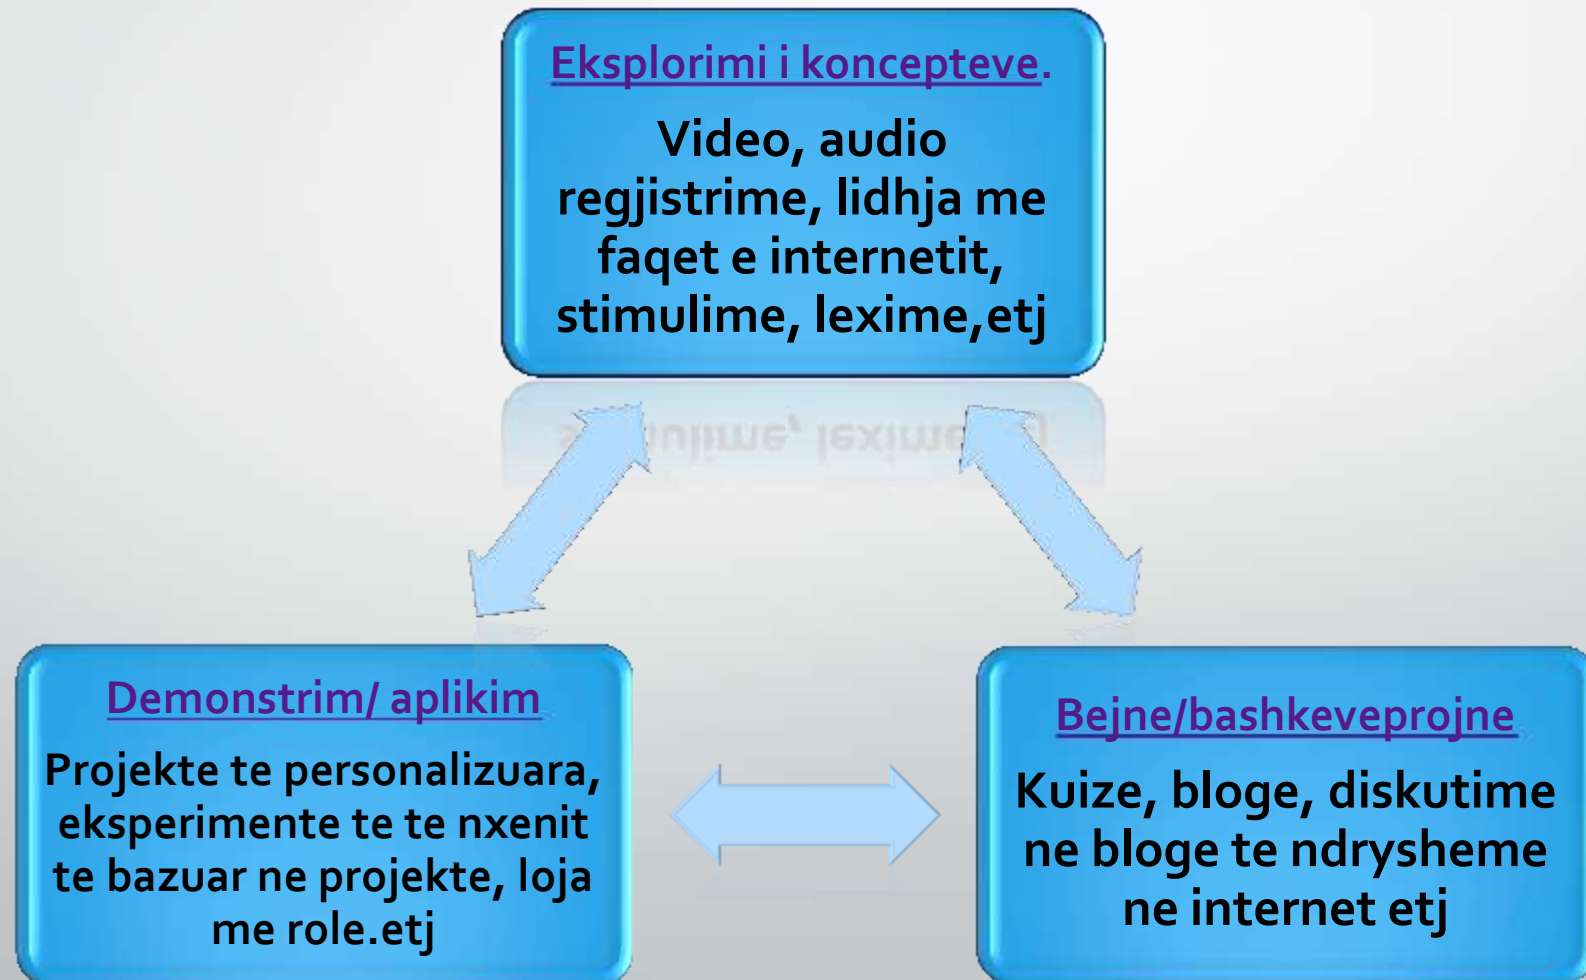 Eksplorimi i koncepteve.
Video, audio
regjistrime, lidhja me
faqet e internetit,
stimulime, lexime,etj
Demonstrim/ aplikim
Projekte te personalizuara,
eksperimente te te nxenit
te bazuar ne projekte, loja
me role.etj
Bejne/bashkeveprojne
Kuize, bloge, diskutime
ne bloge te ndrysheme
ne internet etj